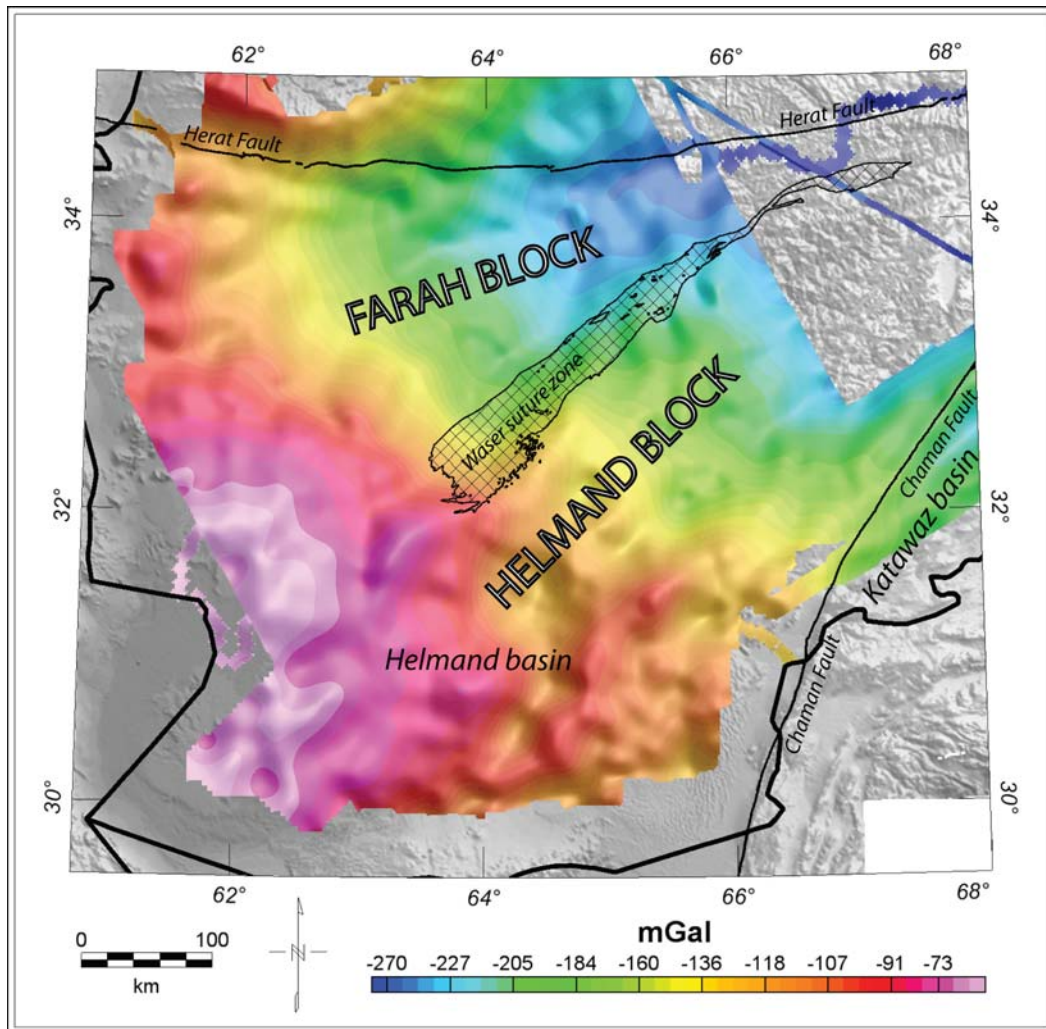 62° 64° 66° 68°
Herat Fault
Herat Fault
34°
34°
FARAH BLOCK
Waser suture zone
HELMAND BLOCK
Chaman Fault
Katawaz basin
32°
32°
Helmand basin
Chaman Fault
30°
30°
62° 64° 66° 68°
0 100
km
N
mGal
-270 -227 -205 -184 -160 -136 -118 -107 -91 -73